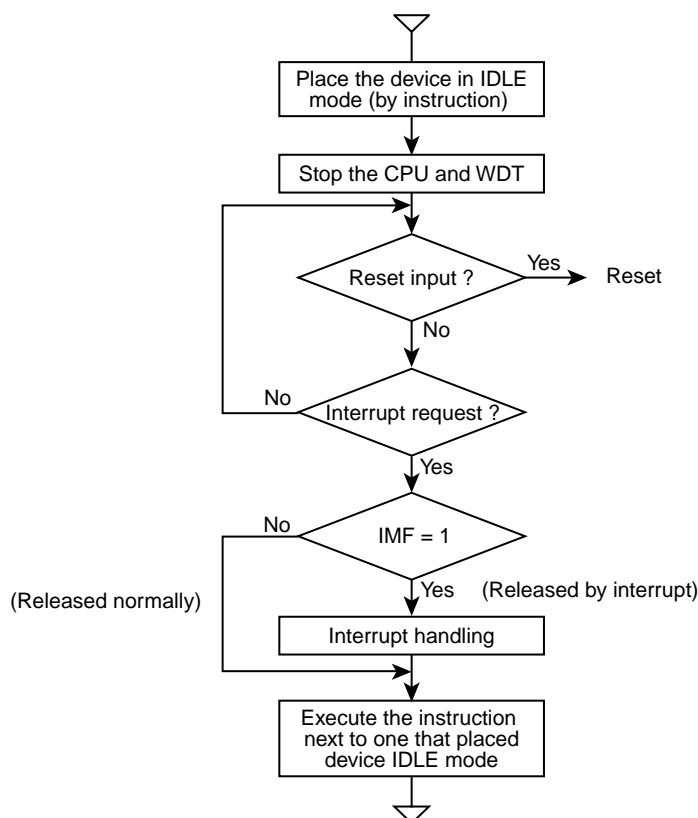 Place the device in IDLE
mode (by instruction)
Stop the CPU and WDT
Reset input ?
Yes
Reset
No
No
Interrupt request ?
Yes
No
IMF = 1
(Released normally)
Yes
(Released by interrupt)
Interrupt handling
Execute the instruction
next to one that placed
device IDLE mode